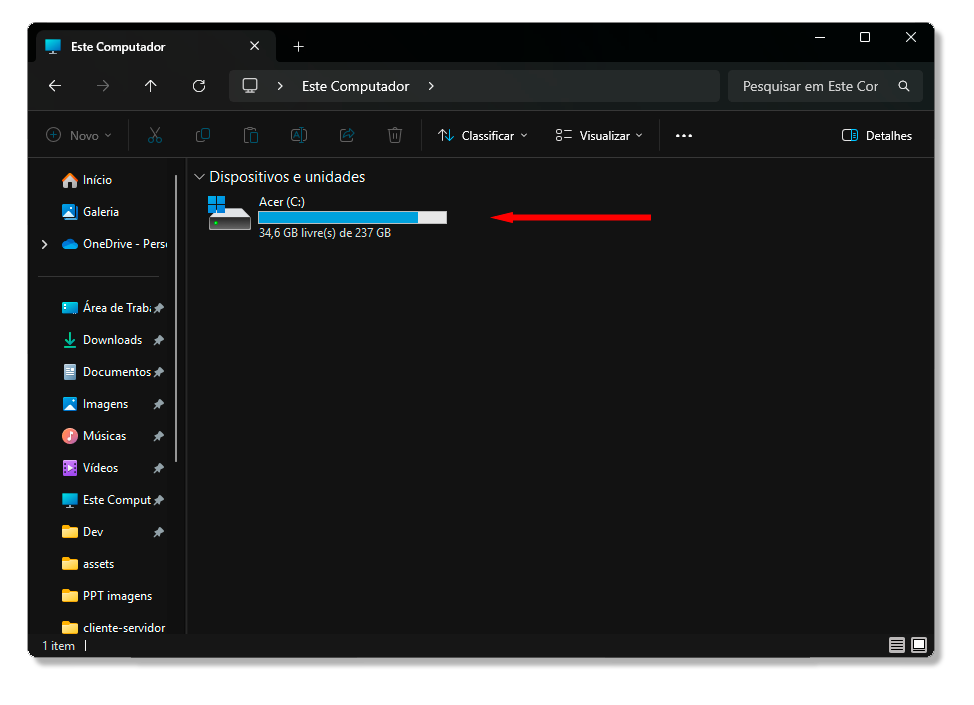 Este Computador
Este Computador
Pesquisar em Este Cor
Novo
Classificar
Visualizar
Detalhes
Início
Galeria
OneDrive - Perso
Área de Traba
Downloads
Documentos
Imagens
Músicas
Vídeos
Este Comput
Dev
assets
PPT imagens
cliente-servidor
Dispositivos e unidades
Acer (C:)
34,6 GB livre(s) de 237 GB
1 item